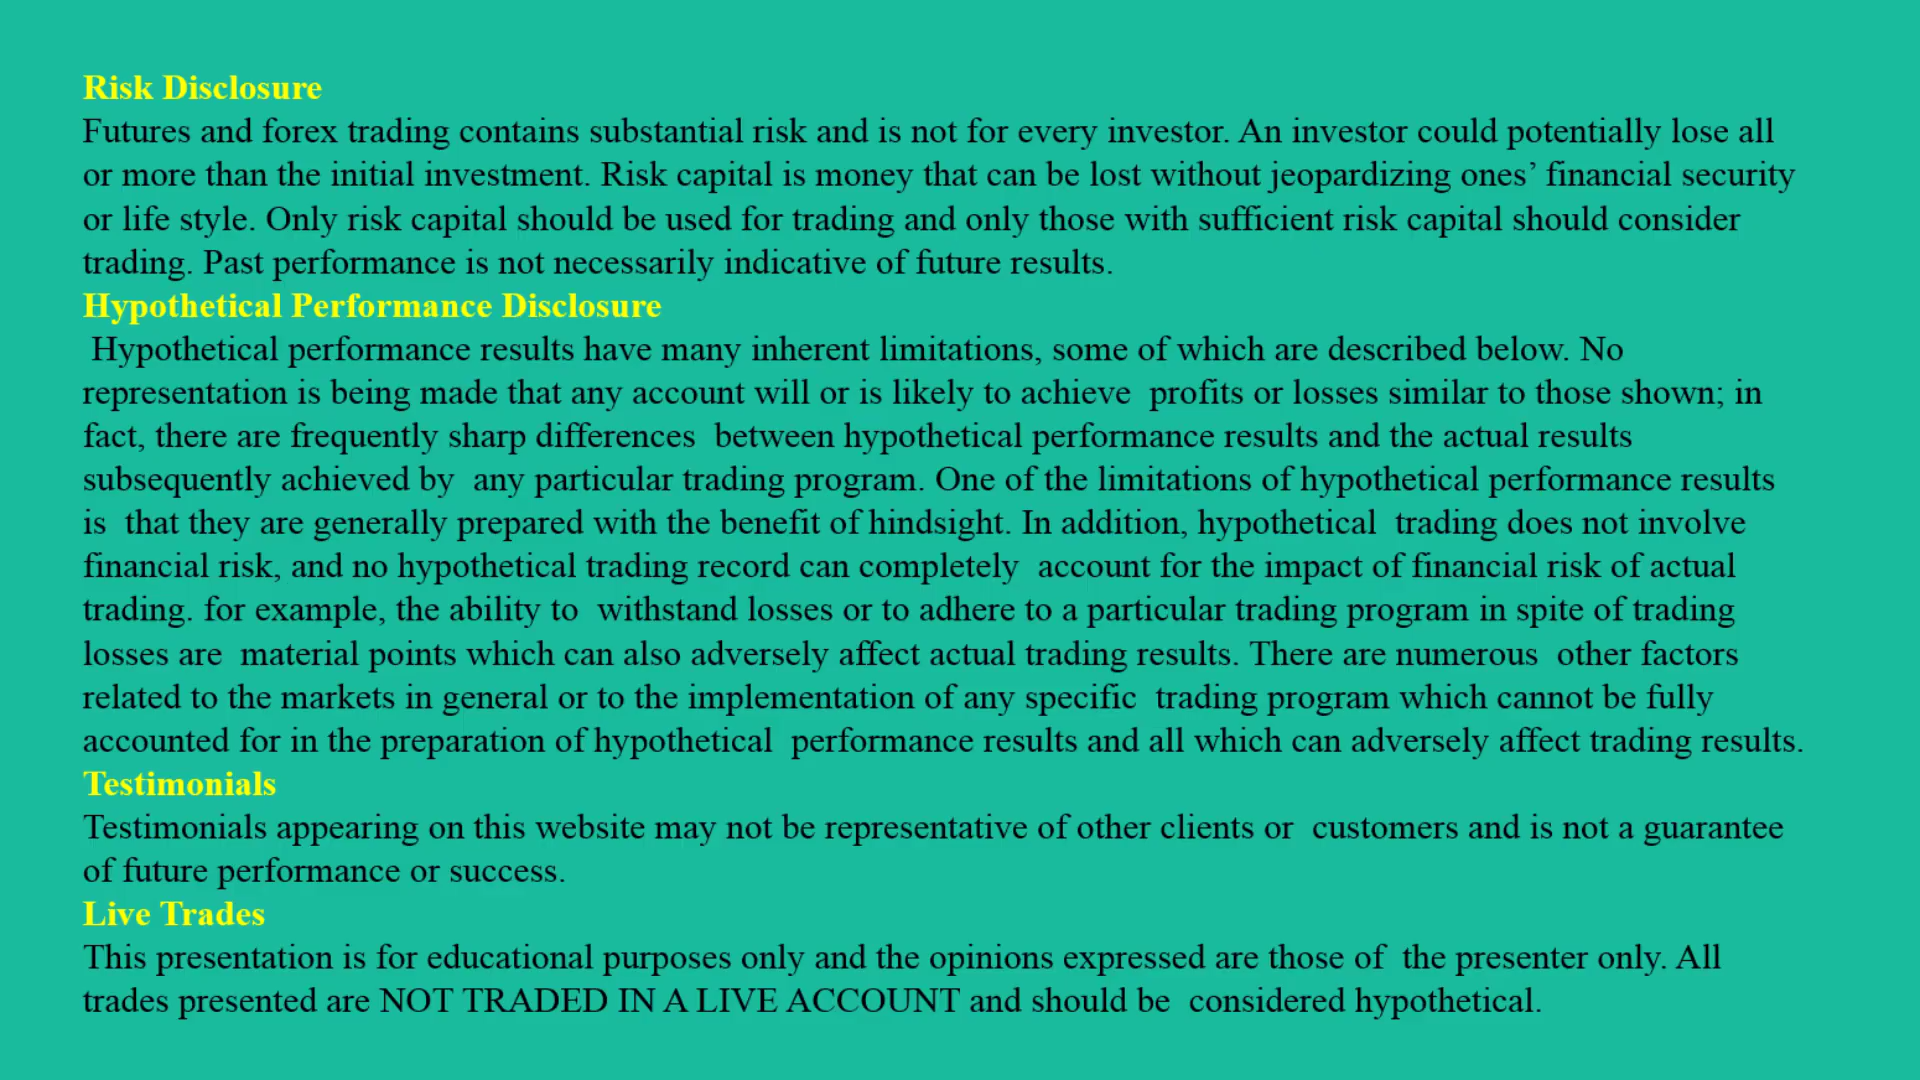 Risk Disclosure
Futures and forex trading contains substantial risk and is not for every investor. An investor could potentially lose all
or more than the initial investment. Risk capital is money that can be lost without jeopardizing ones’ financial security
or life style. Only risk capital should be used for trading and only those with sufficient risk capital should consider
trading. Past performance is not necessarily indicative of future results.
Hypothetical Performance Disclosure
Hypothetical performance results have many inherent limitations, some of which are described below. No
representation is being made that any account will or is likely to achieve  profits or losses similar to those shown; in
fact, there are frequently sharp differences  between hypothetical performance results and the actual results
subsequently achieved by  any particular trading program. One of the limitations of hypothetical performance results
is  that they are generally prepared with the benefit of hindsight. In addition, hypothetical  trading does not involve
financial risk, and no hypothetical trading record can completely  account for the impact of financial risk of actual
trading. for example, the ability to  withstand losses or to adhere to a particular trading program in spite of trading
losses are  material points which can also adversely affect actual trading results. There are numerous  other factors
related to the markets in general or to the implementation of any specific  trading program which cannot be fully
accounted for in the preparation of hypothetical  performance results and all which can adversely affect trading results.
Testimonials
Testimonials appearing on this website may not be representative of other clients or  customers and is not a guarantee
of future performance or success.
Live Trades
This presentation is for educational purposes only and the opinions expressed are those of  the presenter only. All
trades presented are NOT TRADED IN A LIVE ACCOUNT and should be  considered hypothetical.